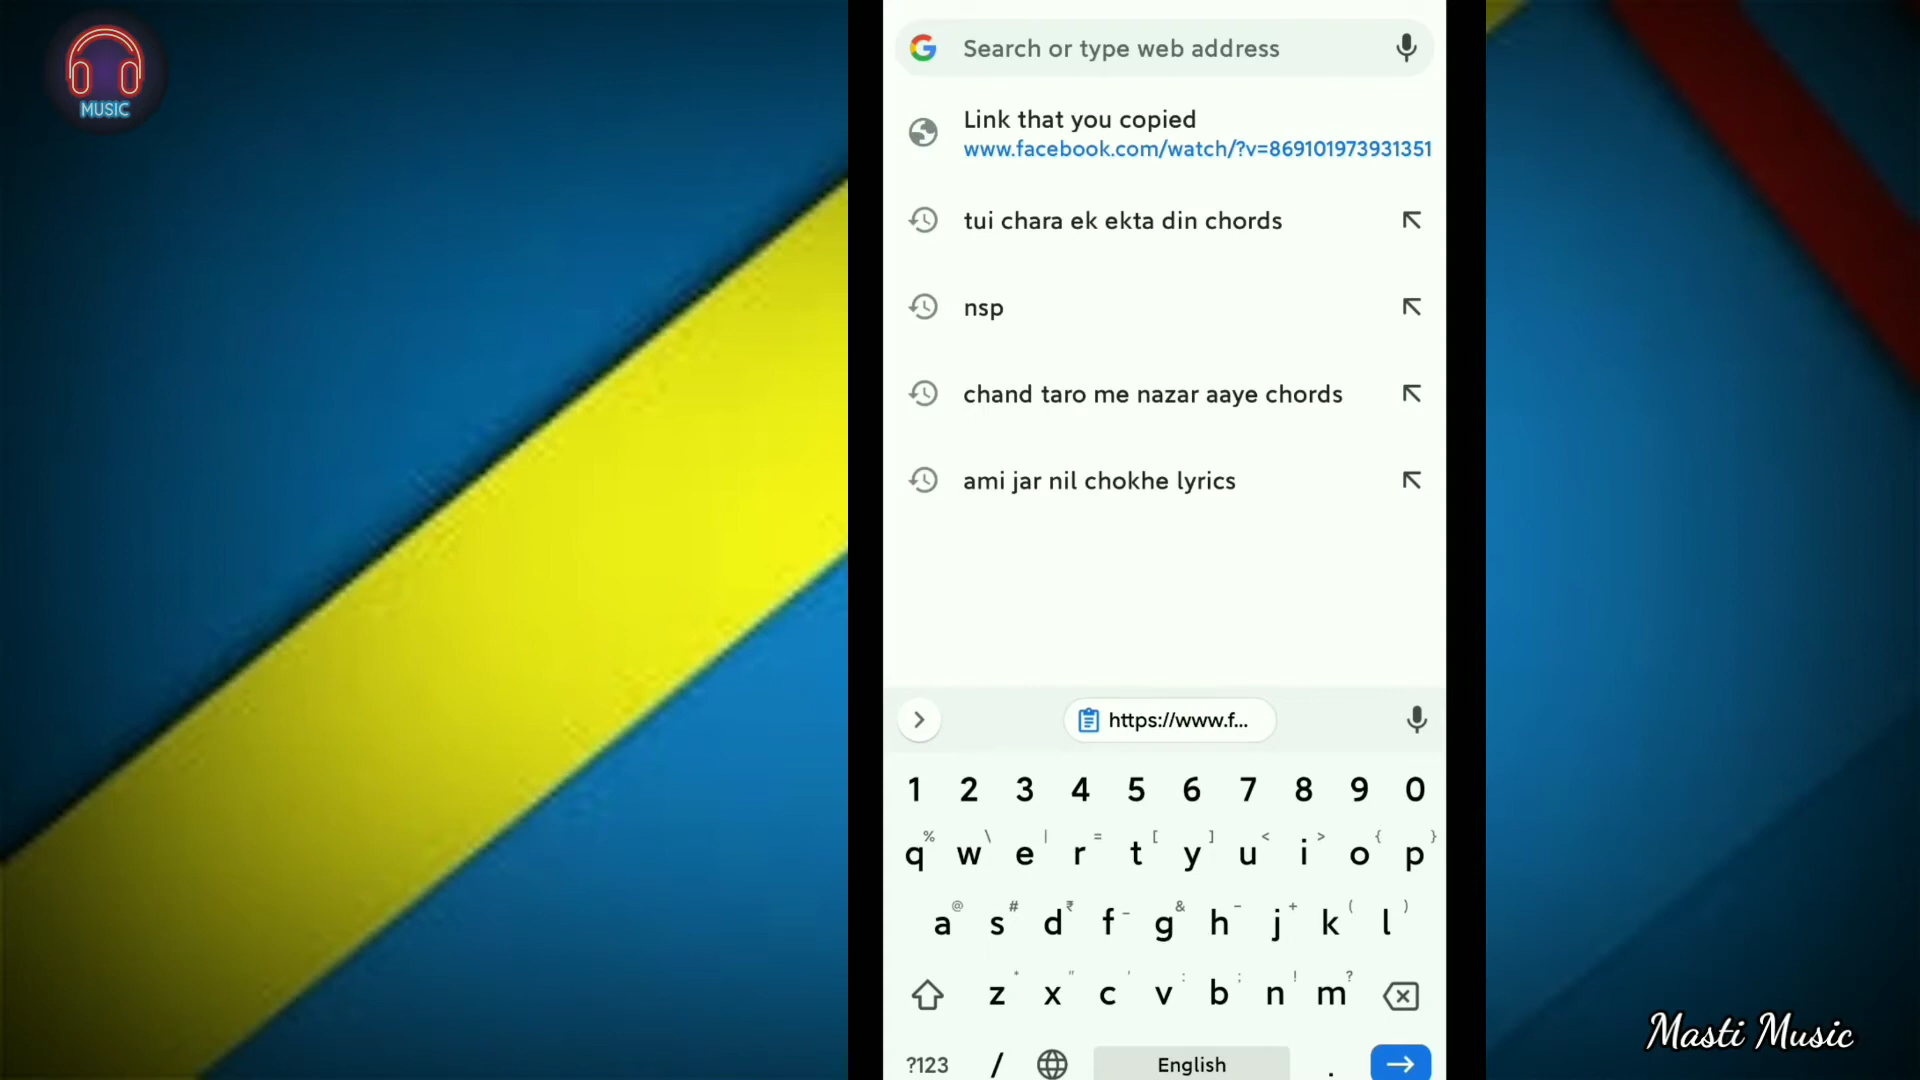 MUSIC
Search or type web address
Link that you copied
www.facebook.com/watch/?v=869101973931351
tui chara ek ekta din chords
nsp
chand taro me nazar aaye chords
ami jar nil chokhe lyrics
https://www.f...
1 2 3 4 5 6 7 8 9 0
% \ | = [ ] < > { }
q w e r t y u i o p
@ # ₹ _ & - + ( )
a s d f g h j k l
* " ' : ; ! ?
z x c v b n m
?123 / English .
Masti Music